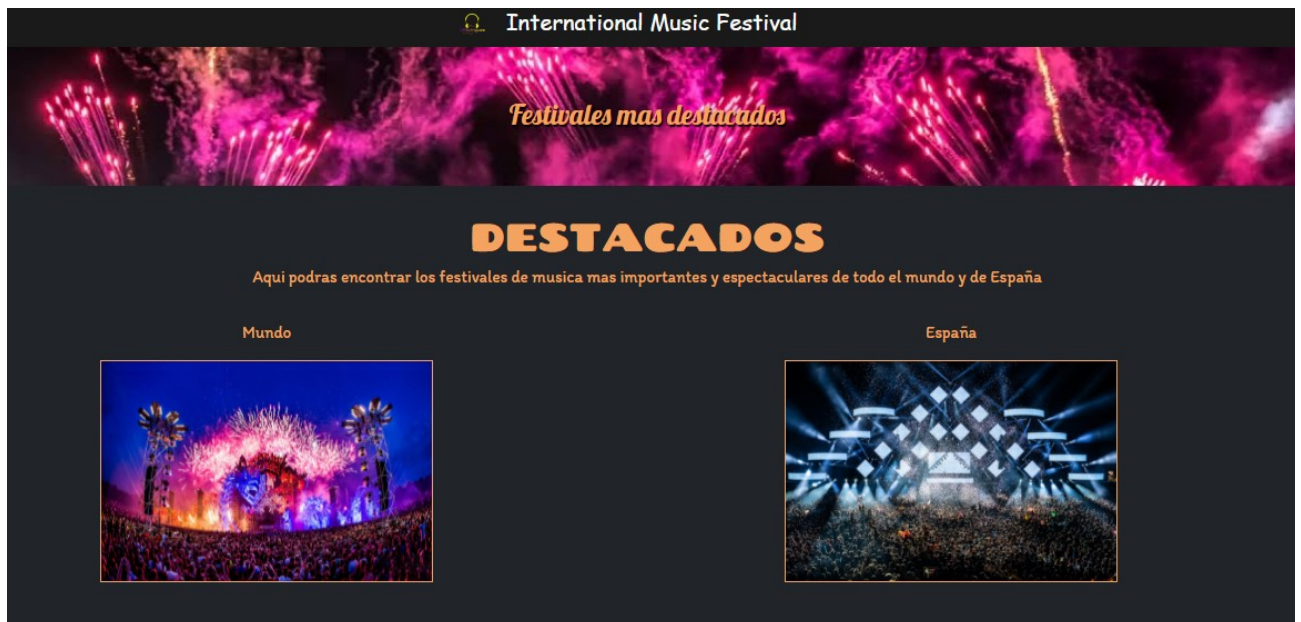 International Music Festival
Festivales mas destacados
DESTACADOS
Aqui podras encontrar los festivales de musica mas importantes y espectaculares de todo el mundo y de España
Mundo
España